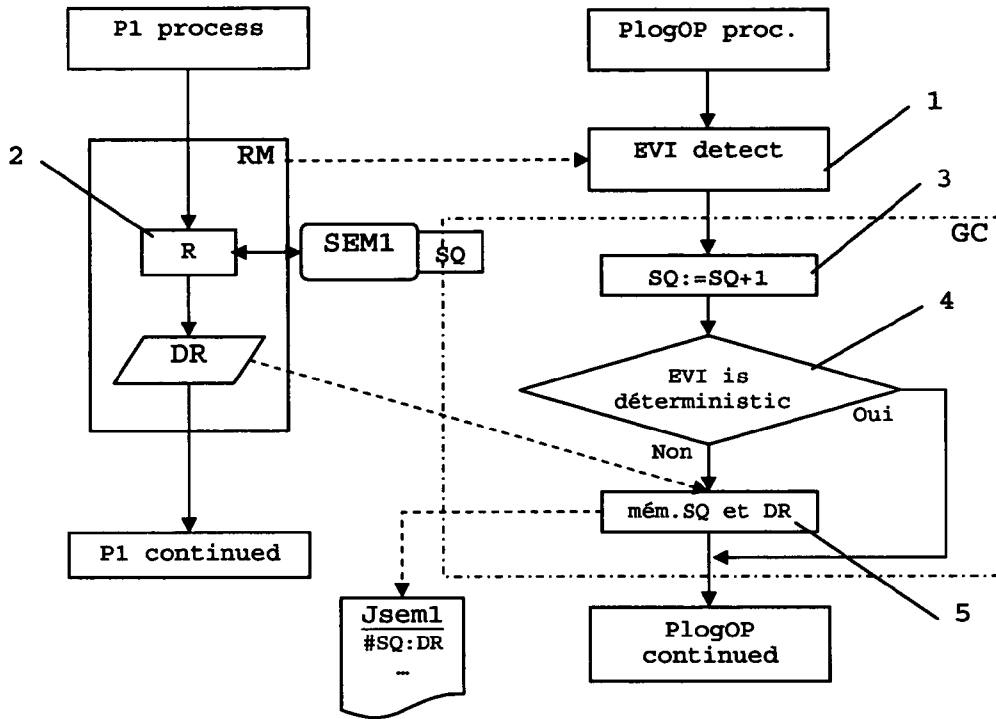 P1 process
PlogOP proc.
1
2
RM
EVI detect
3
R
SEM1
SQ
GC
SQ:=SQ+1
4
DR
EVI is
déterministic
Oui
Non
mém.SQ et DR
P1 continued
Jsem1
#SQ:DR
…
PlogOP
continued
5